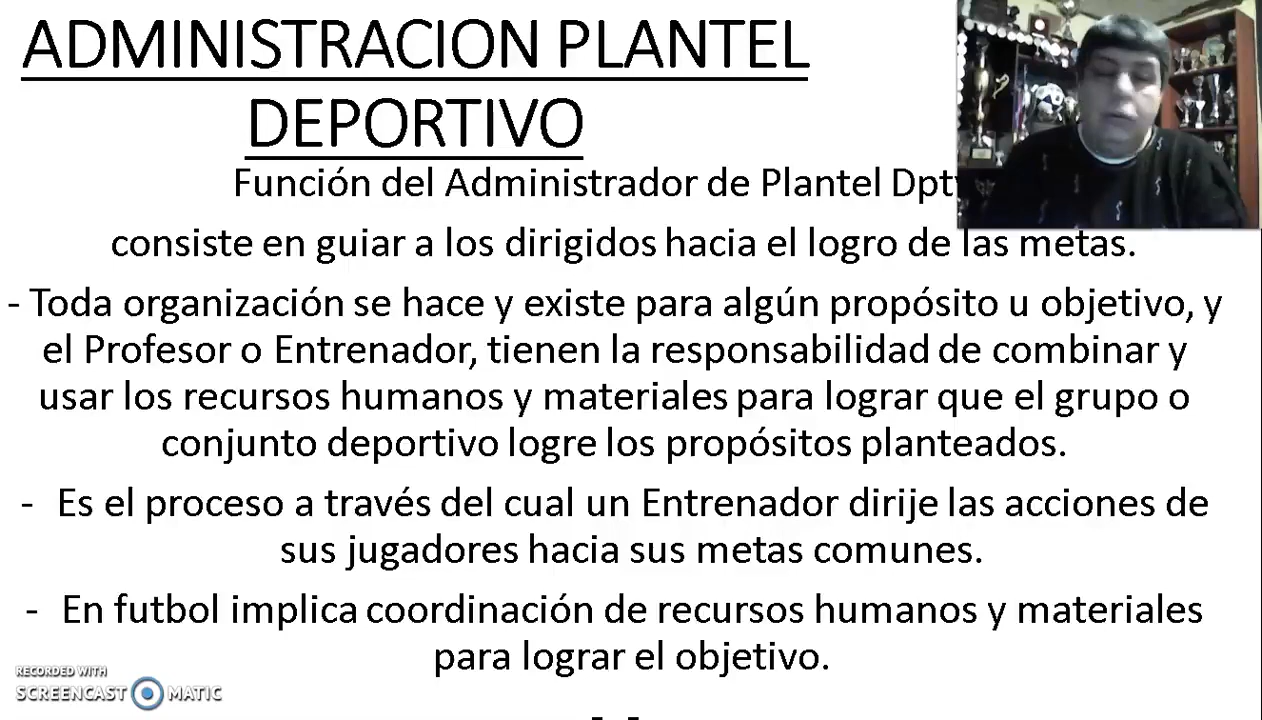 ADMINISTRACION PLANTEL
DEPORTIVO
Función del Administrador de Plantel
consiste en guiar a los dirigidos hacia el logro de las metas.
- Toda organización se hace y existe para algún propósito u objetivo, y
el Profesor o Entrenador, tienen la responsabilidad de combinar y
usar los recursos humanos y materiales para lograr que el grupo o
conjunto deportivo logre los propósitos planteados.
- Es el proceso a través del cual un Entrenador dirije las acciones de
sus jugadores hacia sus metas comunes.
- En futbol implica coordinación de recursos humanos y materiales
para lograr el objetivo.
RECORDED WITH
SCREENCAST MATIC